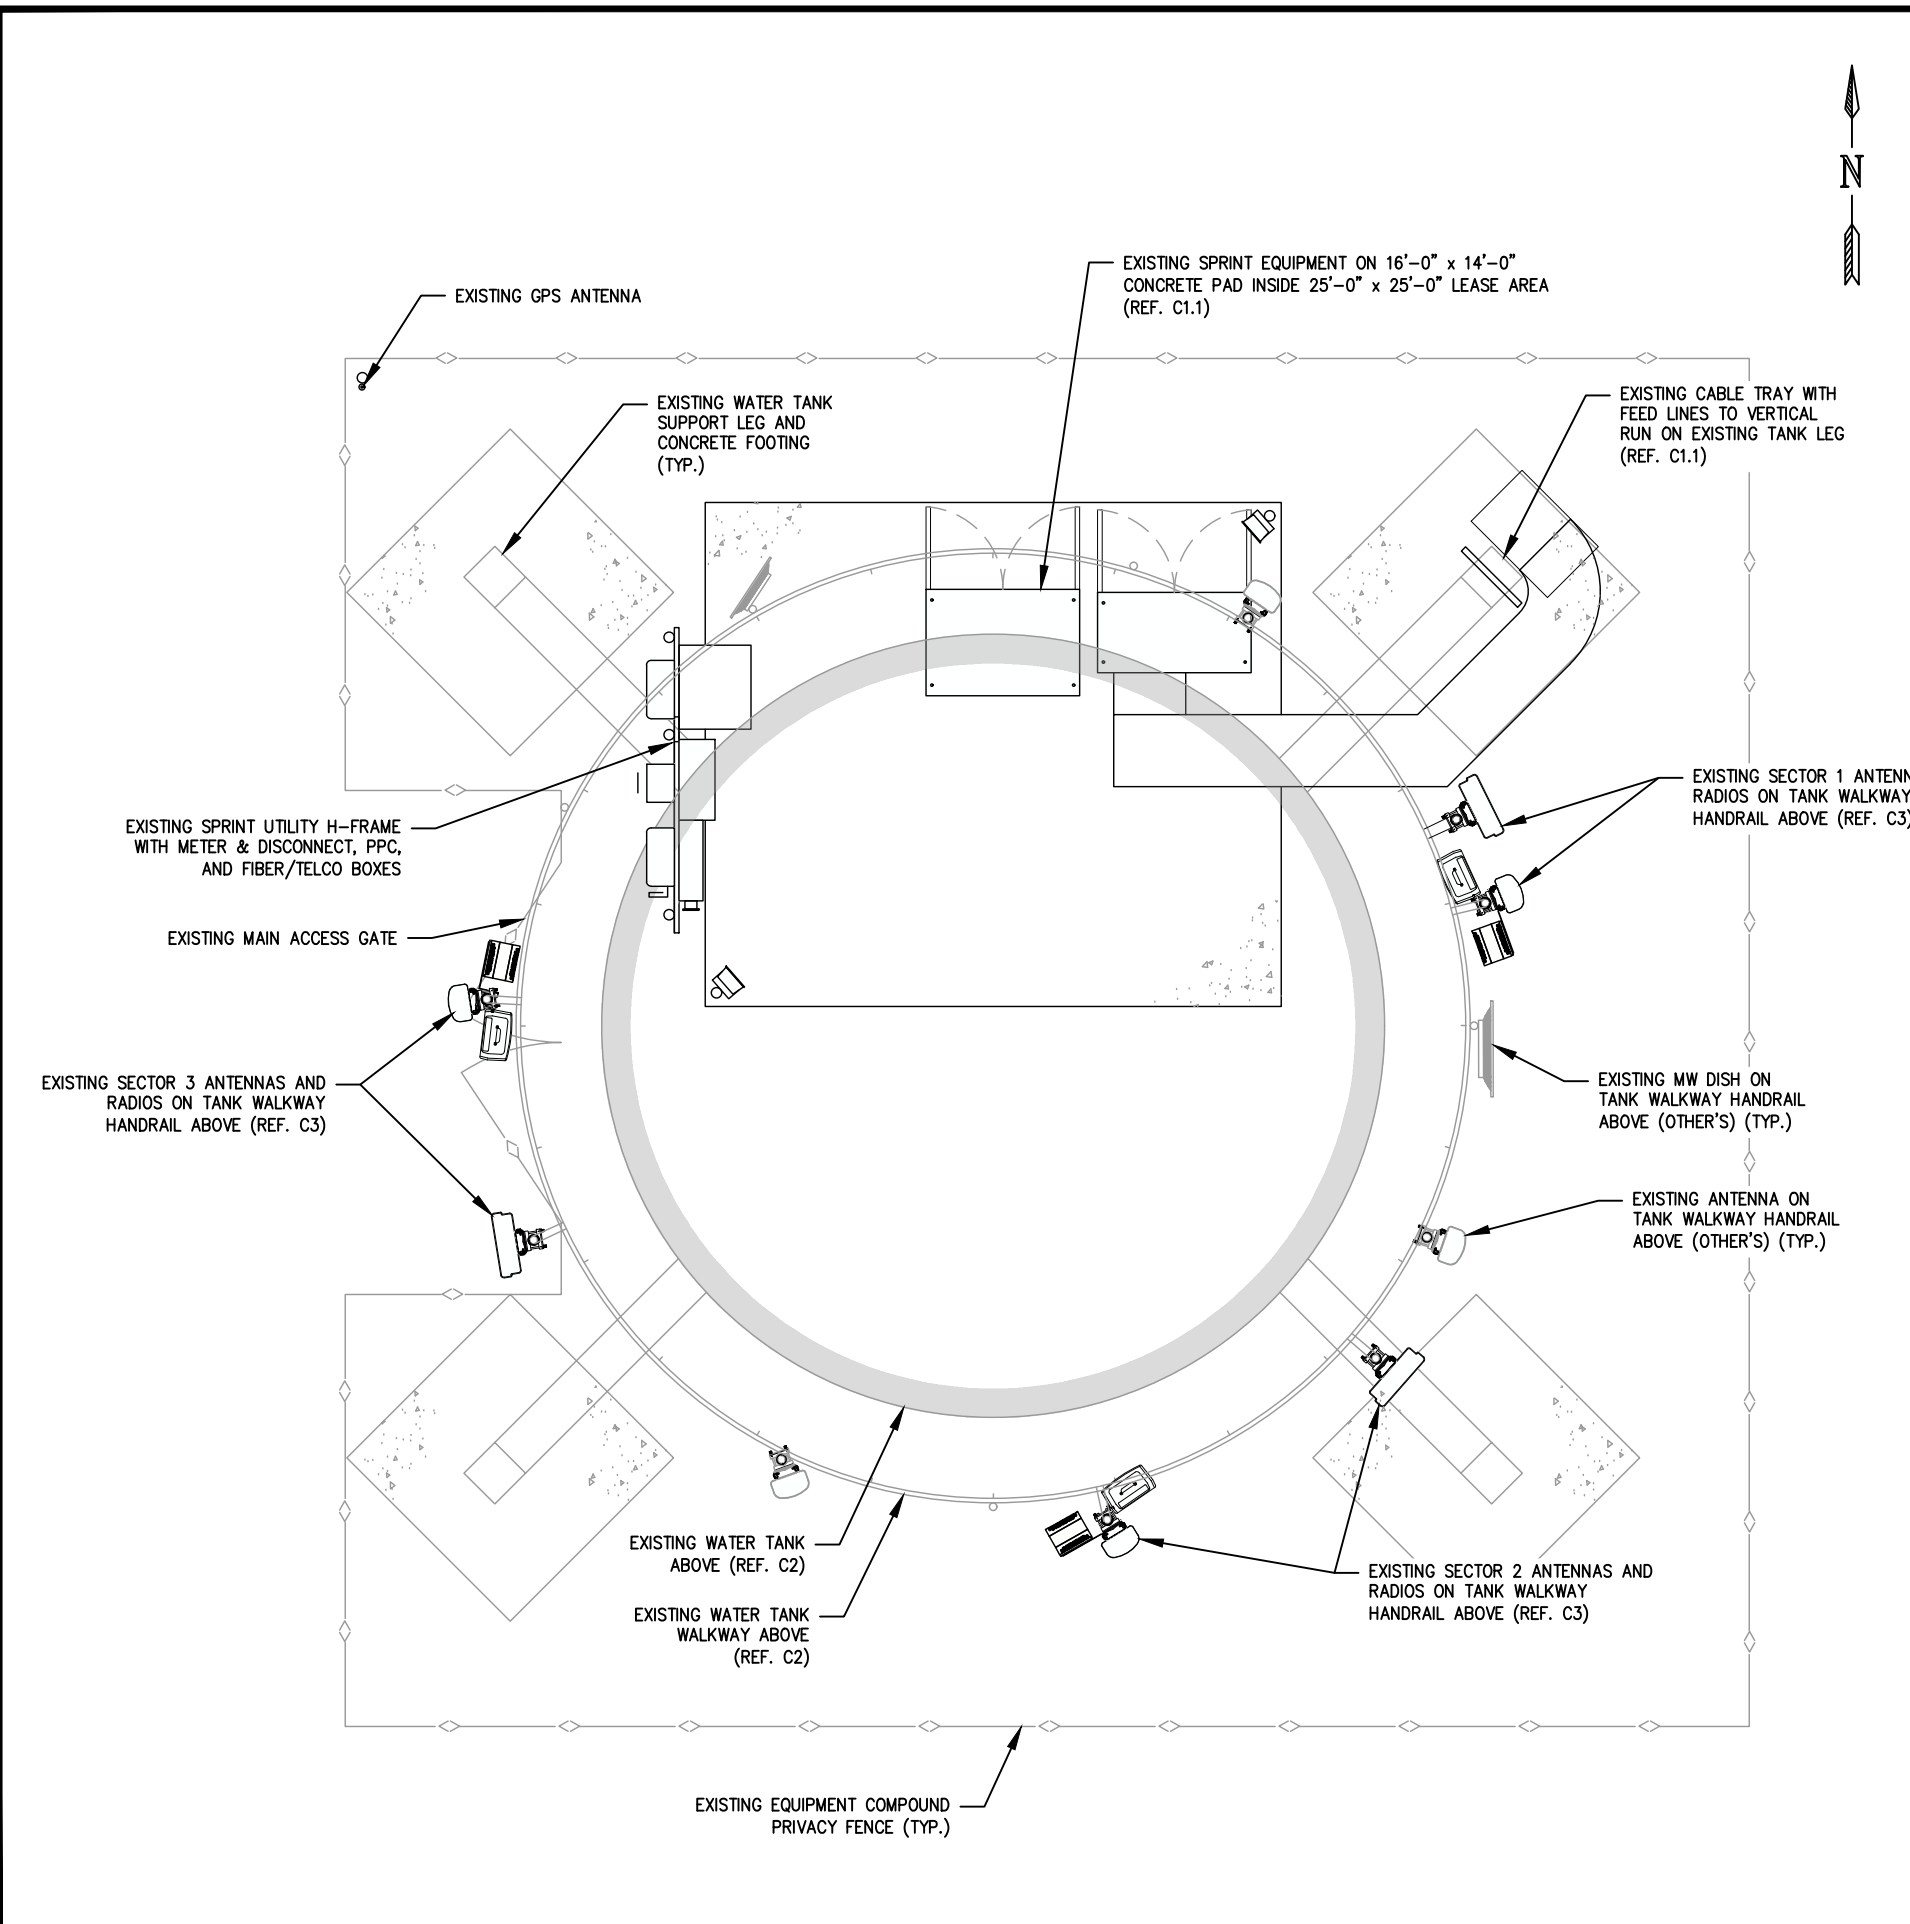 N
EXISTING SPRINT EQUIPMENT ON 16'-0" x 14'-0"
CONCRETE PAD INSIDE 25'-0" x 25'-0" LEASE AREA
(REF. C1.1)
EXISTING GPS ANTENNA
EXISTING WATER TANK
SUPPORT LEG AND
CONCRETE FOOTING
(TYP.)
EXISTING CABLE TRAY WITH
FEED LINES TO VERTICAL
RUN ON EXISTING TANK LEG
(REF. C1.1)
EXISTING SECTOR 1 ANTENN
RADIOS ON TANK WALKWAY
HANDRAIL ABOVE (REF. C3)
EXISTING SPRINT UTILITY H-FRAME
WITH METER & DISCONNECT, PPC,
AND FIBER/TELCO BOXES
EXISTING MAIN ACCESS GATE
EXISTING SECTOR 3 ANTENNAS AND
RADIOS ON TANK WALKWAY
HANDRAIL ABOVE (REF. C3)
EXISTING MW DISH ON
TANK WALKWAY HANDRAIL
ABOVE (OTHER'S) (TYP.)
EXISTING ANTENNA ON
TANK WALKWAY HANDRAIL
ABOVE (OTHER'S) (TYP.)
EXISTING WATER TANK
ABOVE (REF. C2)
EXISTING WATER TANK
WALKWAY ABOVE
(REF. C2)
EXISTING SECTOR 2 ANTENNAS AND
RADIOS ON TANK WALKWAY
HANDRAIL ABOVE (REF. C3)
EXISTING EQUIPMENT COMPOUND
PRIVACY FENCE (TYP.)